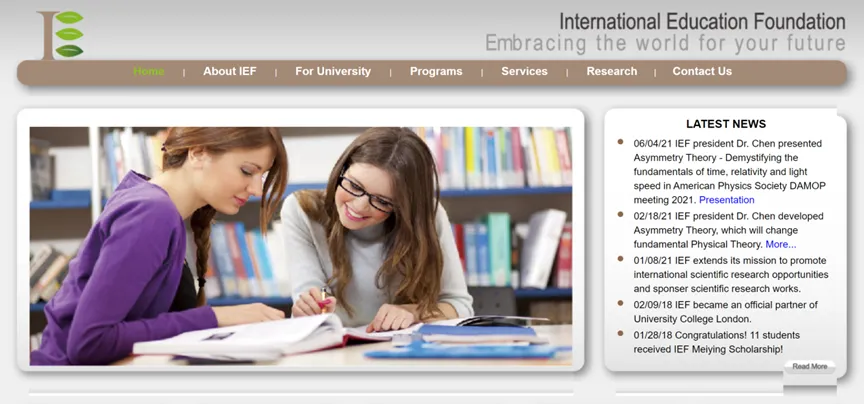 International Education Foundation
Embracing the world for your future
Home | About IEF | For University | Programs | Services | Research | Contact Us
LATEST NEWS
06/04/21 IEF president Dr. Chen presented
Asymmetry Theory - Demystifying the
fundamentals of time, relativity and light
speed in American Physics Society DAMOP
meeting 2021. Presentation
02/18/21 IEF president Dr. Chen developed
Asymmetry Theory, which will change
fundamental Physical Theory. More...
01/08/21 IEF extends its mission to promote
international scientific research opportunities
and sponser scientific research works.
02/09/18 IEF became an official partner of
University College London.
01/28/18 Congratulations! 11 students
received IEF Meiying Scholarship!
Read More